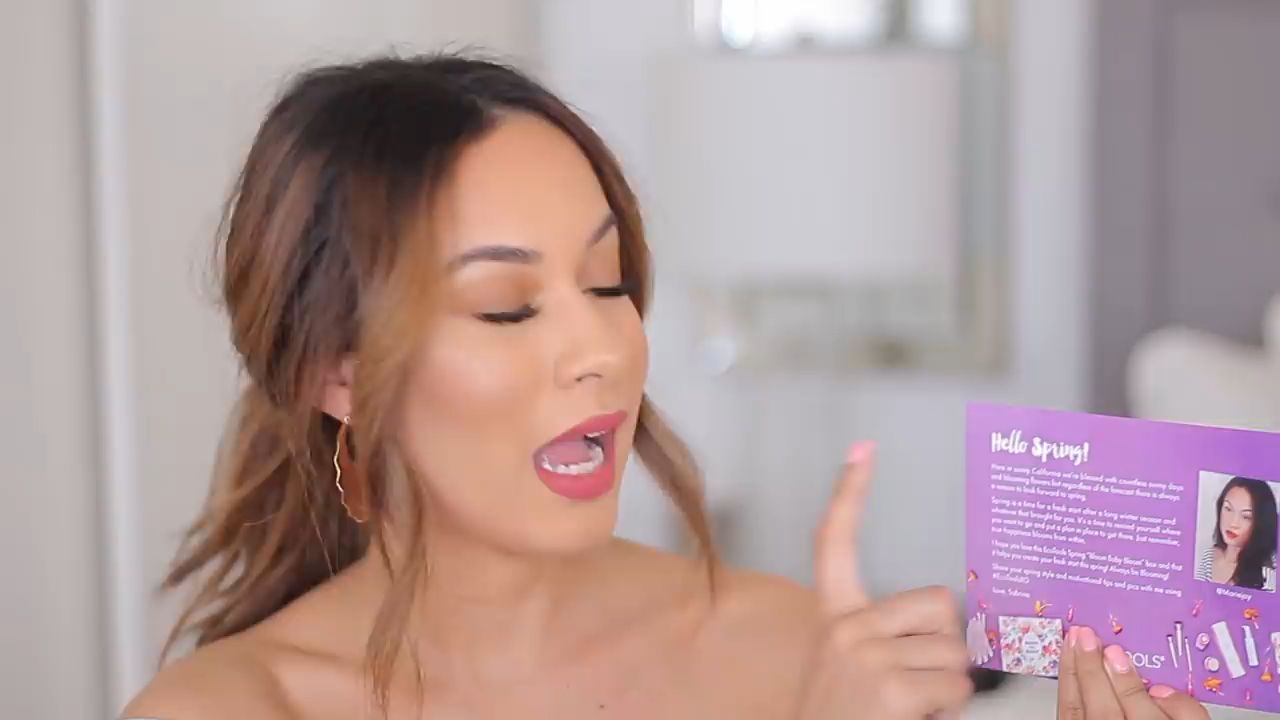 Hello Spring!
Here in sunny California we're blessed with countless sunny days
and blooming flowers but regardless of the forecast there is always
a reason to look forward to spring.
Spring is a time for a fresh start after a long winter season and
whatever that brought for you. It's a time to remind yourself where
you want to go and put a plan in place to get there. Just remember,
true happiness blooms from within.
I hope you love this EcoTools Spring "Bloom Baby Bloom" box and that
it helps you create your fresh start this spring! Always be Blooming!
Share your spring style and motivational tips and pics with me using
love, Sabrina
@Mariejoy
OOLS